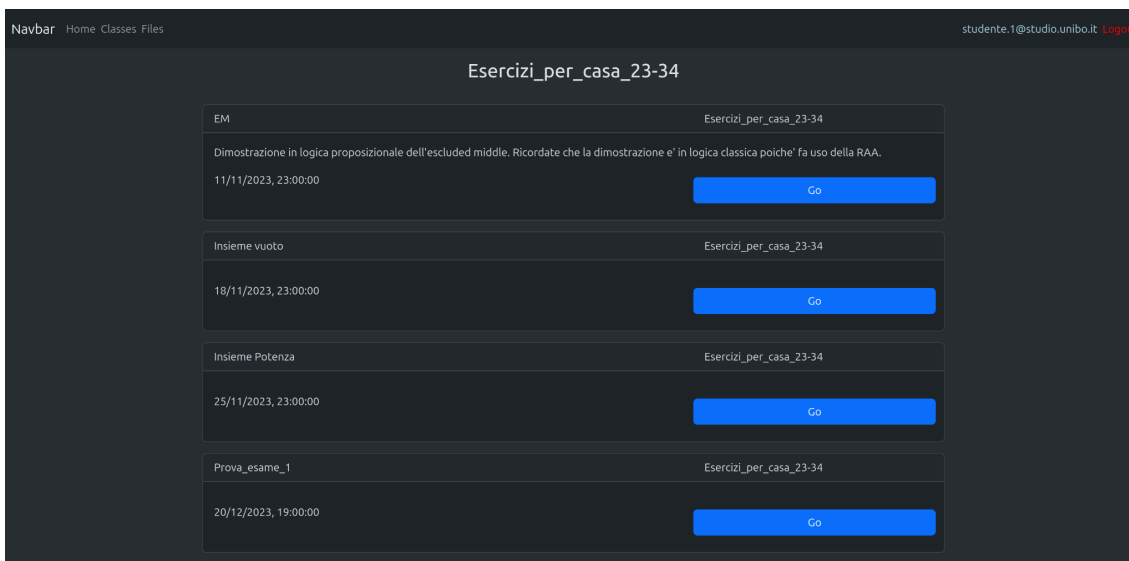 Navbar Home Classes Files studente.1@studio.unibo.it
Esercizi_per_casa_23-34
EM Esercizi_per_casa_23-34
Dimostrazione in logica proposizionale dell'escluded middle. Ricordate che la dimostrazione e' in logica classica poiche' fa uso della RAA.
11/11/2023, 23:00:00 Go
Insieme vuoto Esercizi_per_casa_23-34
18/11/2023, 23:00:00 Go
Insieme Potenza Esercizi_per_casa_23-34
25/11/2023, 23:00:00 Go
Prova_esame_1 Esercizi_per_casa_23-34
20/12/2023, 19:00:00 Go